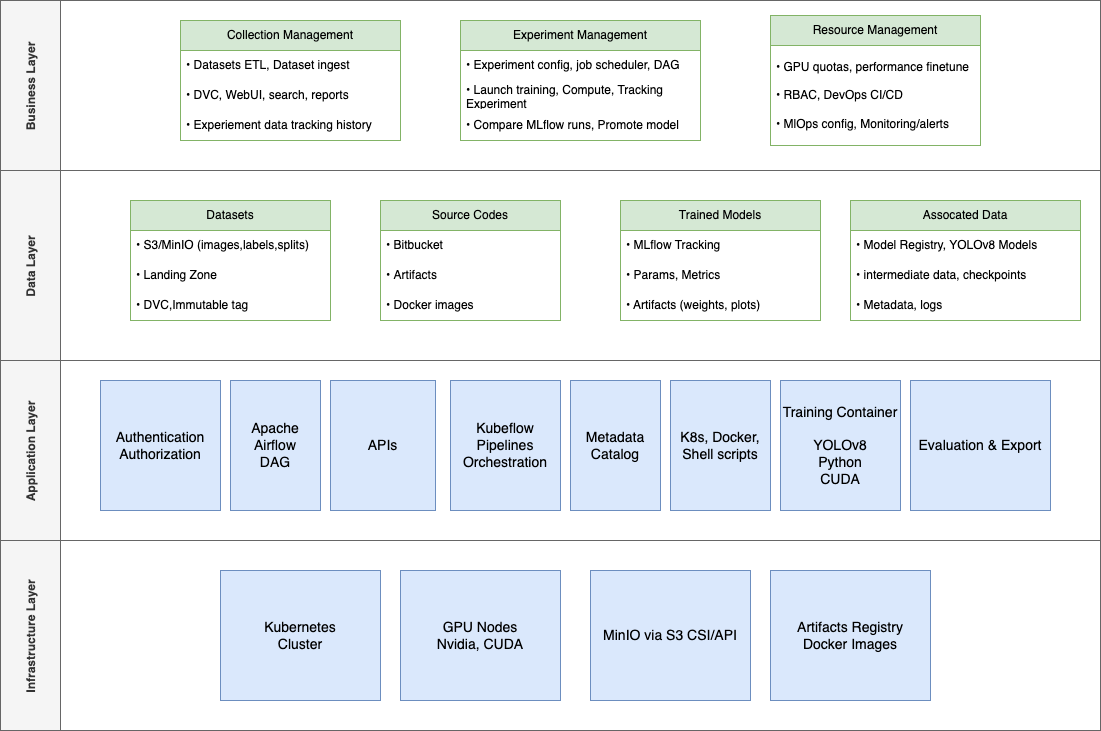 Business Layer
Collection Management
• Datasets ETL, Dataset ingest
• DVC, WebUI, search, reports
• Experiement data tracking history
Experiment Management
• Experiment config, job scheduler, DAG
• Launch training, Compute, Tracking
Experiment
• Compare MLflow runs, Promote model
Resource Management
• GPU quotas, performance finetune
• RBAC, DevOps CI/CD
• MlOps config, Monitoring/alerts
Data Layer
Datasets
• S3/MinIO (images,labels,splits)
• Landing Zone
• DVC,Immutable tag
Source Codes
• Bitbucket
• Artifacts
• Docker images
Trained Models
• MLflow Tracking
• Params, Metrics
• Artifacts (weights, plots)
Assocated Data
• Model Registry, YOLOv8 Models
• intermediate data, checkpoints
• Metadata, logs
Application Layer
Authentication
Authorization
Apache
Airflow
DAG
APIs
Kubeflow
Pipelines
Orchestration
Metadata
Catalog
K8s, Docker,
Shell scripts
Training Container
YOLOv8
Python
CUDA
Evaluation & Export
Infrastructure Layer
Kubernetes
Cluster
GPU Nodes
Nvidia, CUDA
MinIO via S3 CSI/API
Artifacts Registry
Docker Images